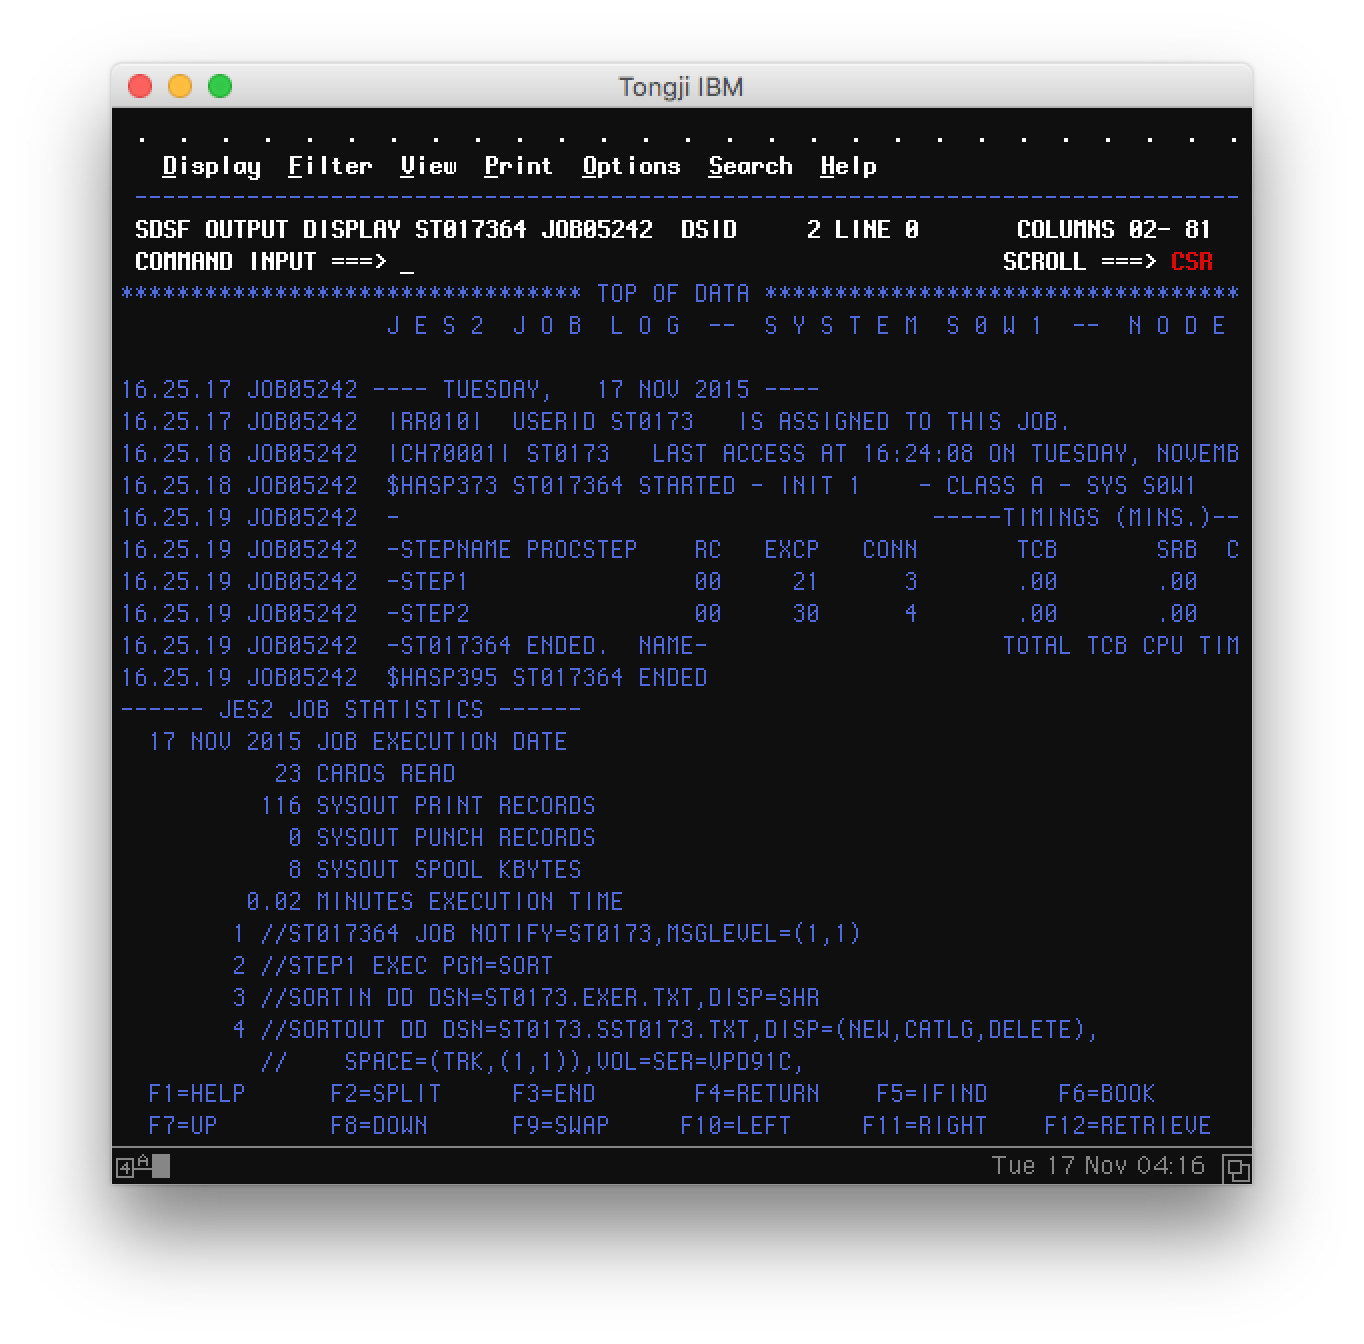 Tongji IBM
. . . . . . . . . . . . . . . . . . . . . . . . . . .
Display Filter View Print Options Search Help
-------------------------------------------------------------------------------
SDSF OUTPUT DISPLAY ST017364 JOB05242  DSID     2 LINE 0       COLUMNS 02- 81
COMMAND INPUT ===> _                                           SCROLL ===> CSR
********************************* TOP OF DATA **********************************
J E S 2  J O B  L O G  --  S Y S T E M  S 0 W 1  --  N O D E
16.25.17 JOB05242 ---- TUESDAY,   17 NOV 2015 ----
16.25.17 JOB05242  IRR010I  USERID ST0173   IS ASSIGNED TO THIS JOB.
16.25.18 JOB05242  ICH70001I ST0173   LAST ACCESS AT 16:24:08 ON TUESDAY, NOVEMB
16.25.18 JOB05242  $HASP373 ST017364 STARTED - INIT 1    - CLASS A - SYS S0W1
16.25.19 JOB05242  -                                      -----TIMINGS (MINS.)--
16.25.19 JOB05242  -STEPNAME PROCSTEP    RC   EXCP   CONN       TCB       SRB  C
16.25.19 JOB05242  -STEP1                00     21      3       .00       .00
16.25.19 JOB05242  -STEP2                00     30      4       .00       .00
16.25.19 JOB05242  -ST017364 ENDED.  NAME-                     TOTAL TCB CPU TIM
16.25.19 JOB05242  $HASP395 ST017364 ENDED
------ JES2 JOB STATISTICS ------
17 NOV 2015 JOB EXECUTION DATE
23 CARDS READ
116 SYSOUT PRINT RECORDS
0 SYSOUT PUNCH RECORDS
8 SYSOUT SPOOL KBYTES
0.02 MINUTES EXECUTION TIME
1 //ST017364 JOB NOTIFY=ST0173,MSGLEVEL=(1,1)
2 //STEP1 EXEC PGM=SORT
3 //SORTIN DD DSN=ST0173.EXER.TXT,DISP=SHR
4 //SORTOUT DD DSN=ST0173.SST0173.TXT,DISP=(NEW,CATLG,DELETE),
//    SPACE=(TRK,(1,1)),VOL=SER=VPD91C,
F1=HELP      F2=SPLIT     F3=END       F4=RETURN    F5=IFIND     F6=BOOK
F7=UP        F8=DOWN      F9=SWAP     F10=LEFT     F11=RIGHT    F12=RETRIEVE
4 A Tue 17 Nov 04:16